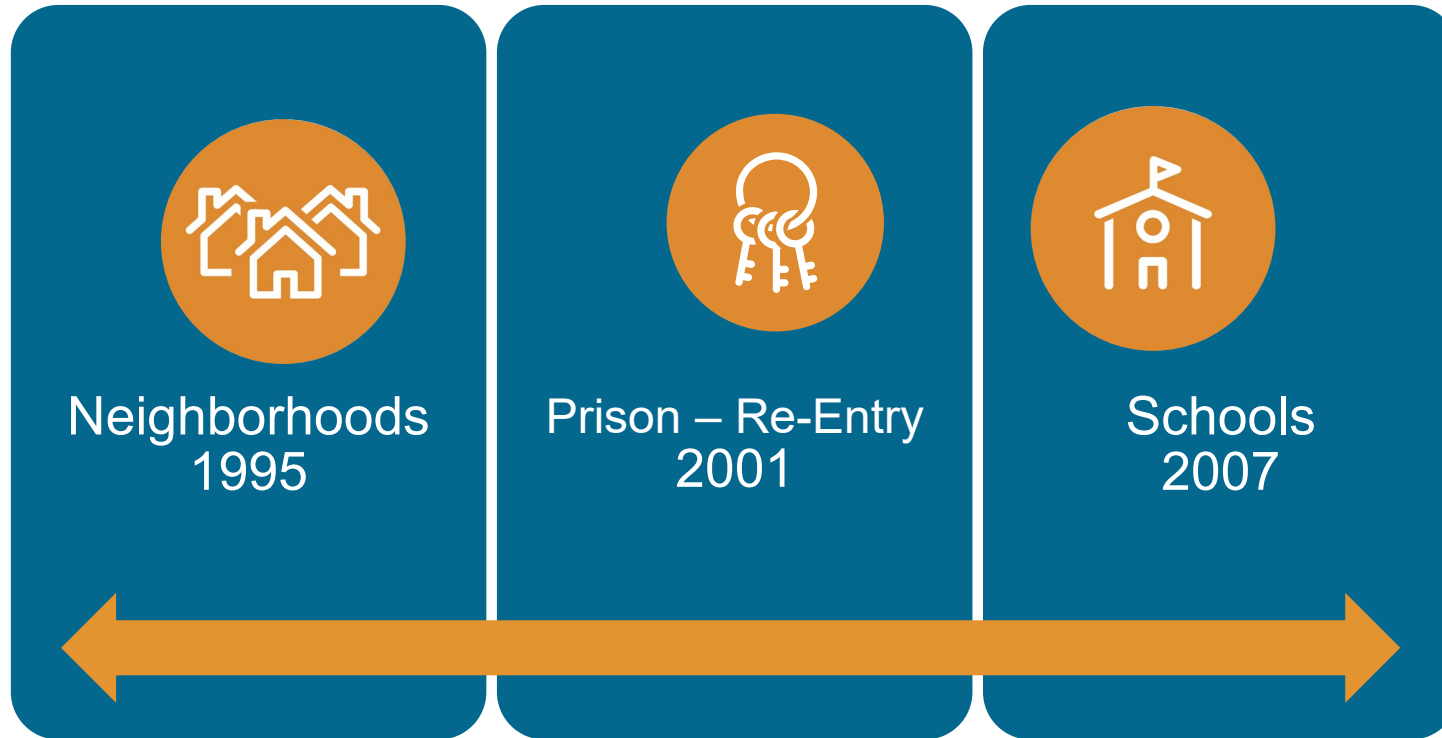 Neighborhoods
1995
Prison – Re-Entry
2001
Schools
2007